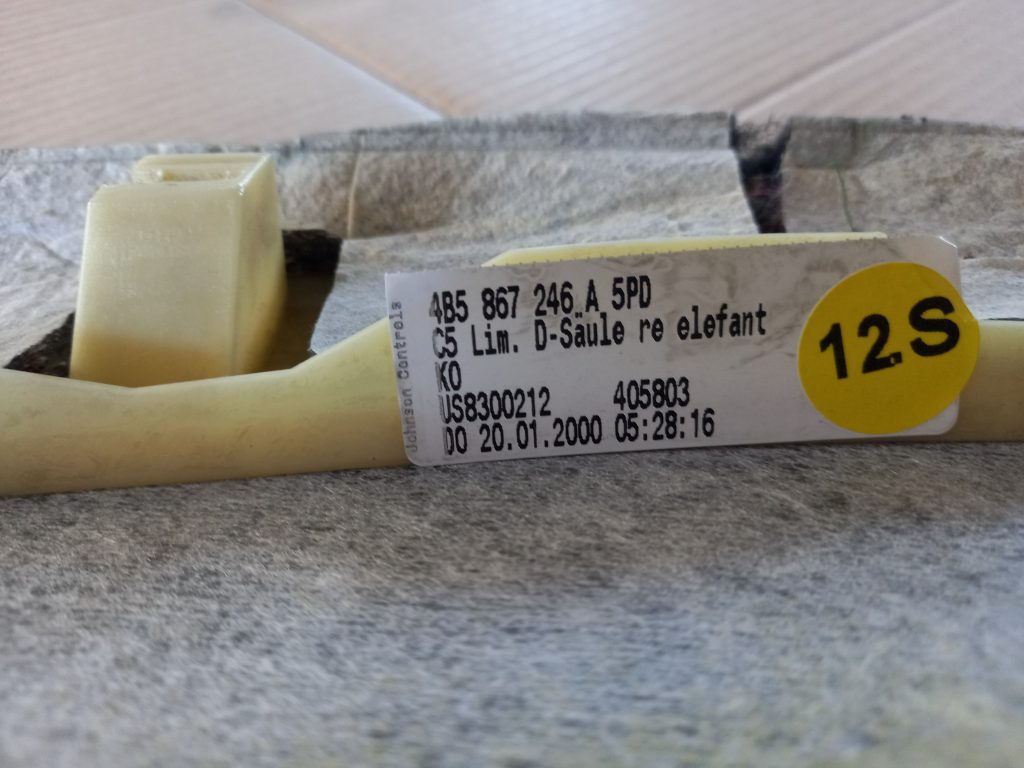 Johnson Controls
4B5 867 246 A 5PD
C5 Lim. D-Säule re elefant
KO
US8300212 405803
DO 20.01.2000 05:28:16
12.S